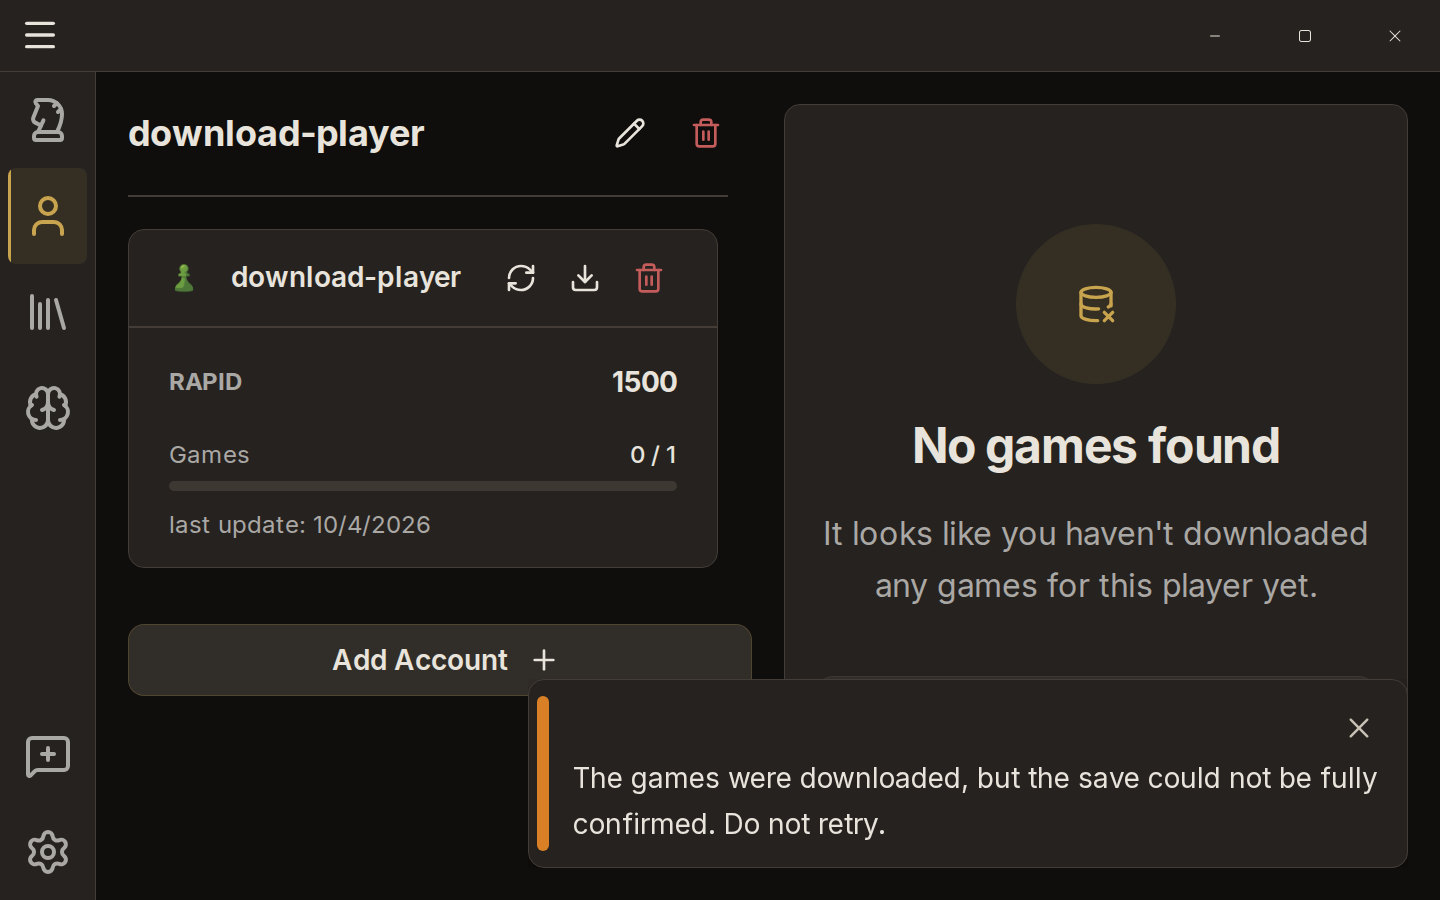 download-player
download-player
RAPID 1500
Games 0 / 1
last update: 10/4/2026
Add Account
No games found
It looks like you haven't downloaded
any games for this player yet.
The games were downloaded, but the save could not be fully
confirmed. Do not retry.